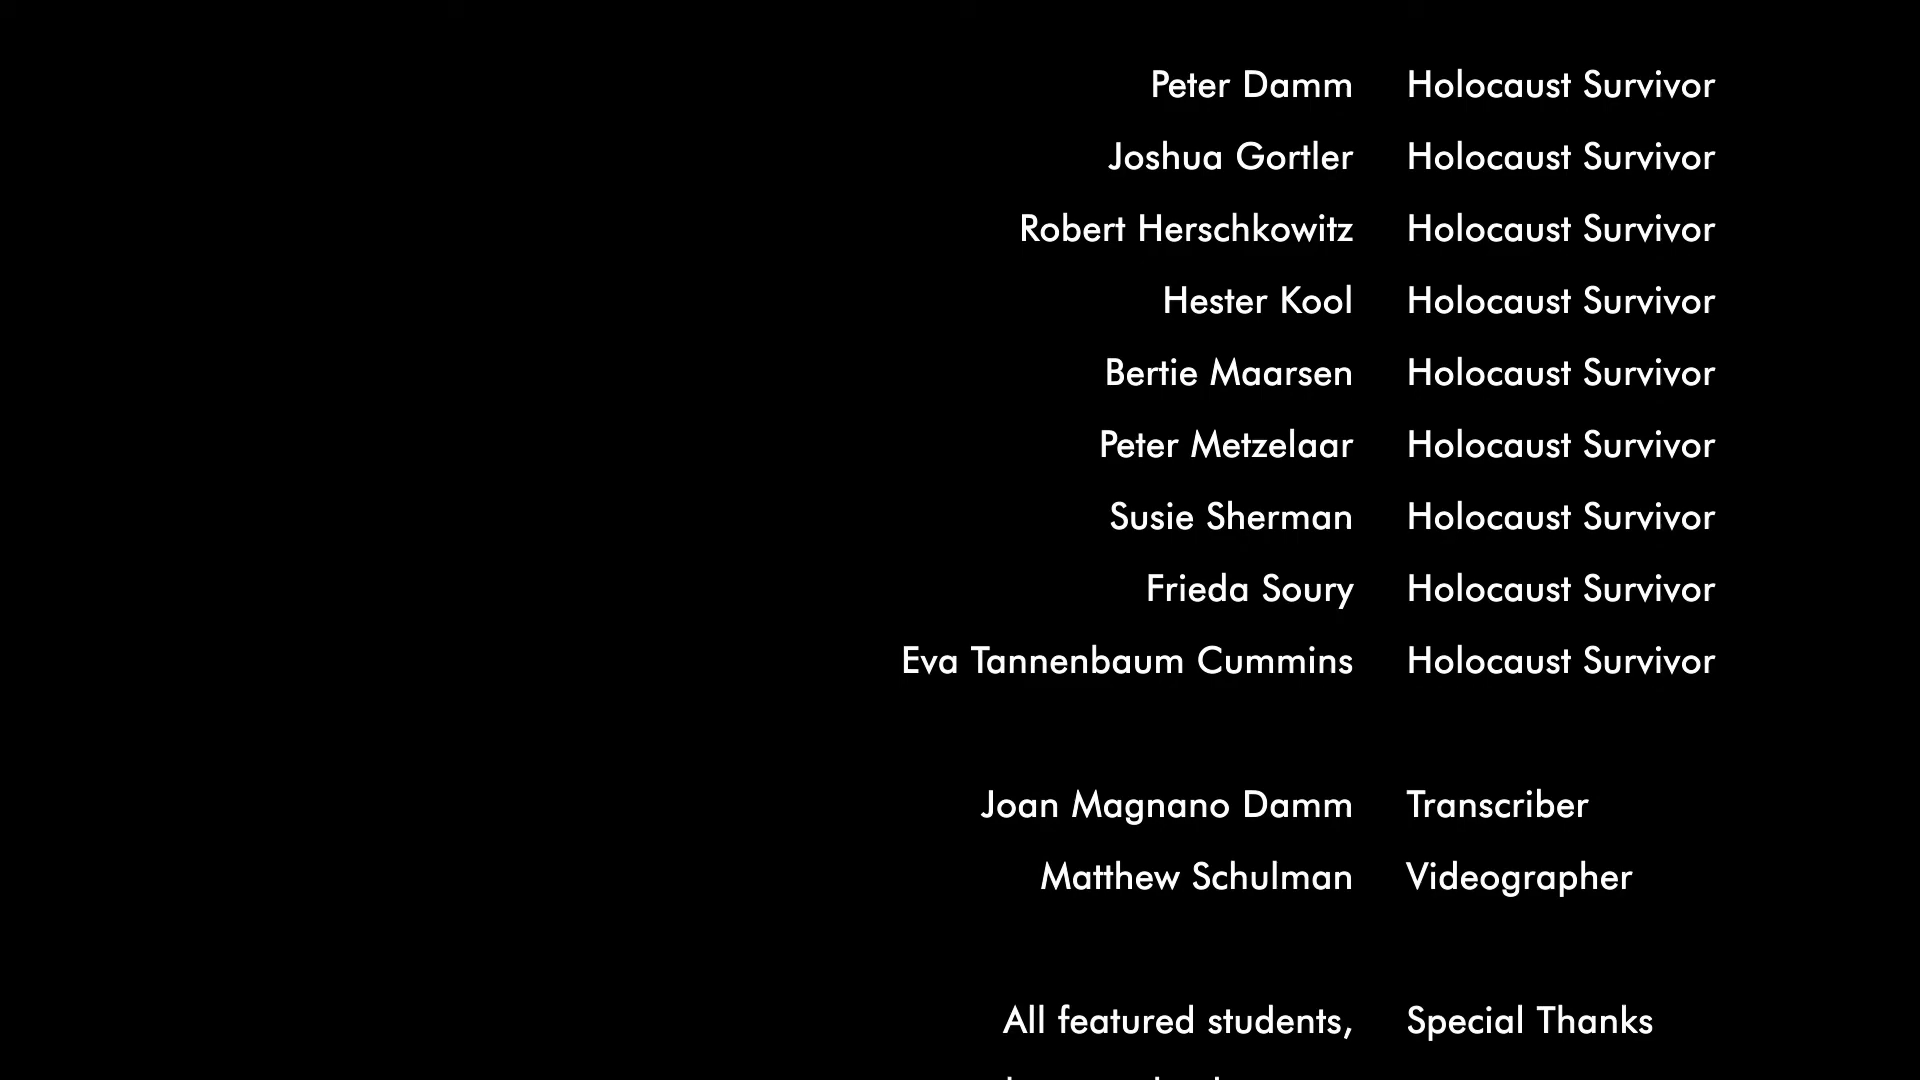 Peter Damm Holocaust Survivor
Joshua Gortler Holocaust Survivor
Robert Herschkowitz Holocaust Survivor
Hester Kool Holocaust Survivor
Bertie Maarsen Holocaust Survivor
Peter Metzelaar Holocaust Survivor
Susie Sherman Holocaust Survivor
Frieda Soury Holocaust Survivor
Eva Tannenbaum Cummins Holocaust Survivor
Joan Magnano Damm Transcriber
Matthew Schulman Videographer
All featured students, Special Thanks